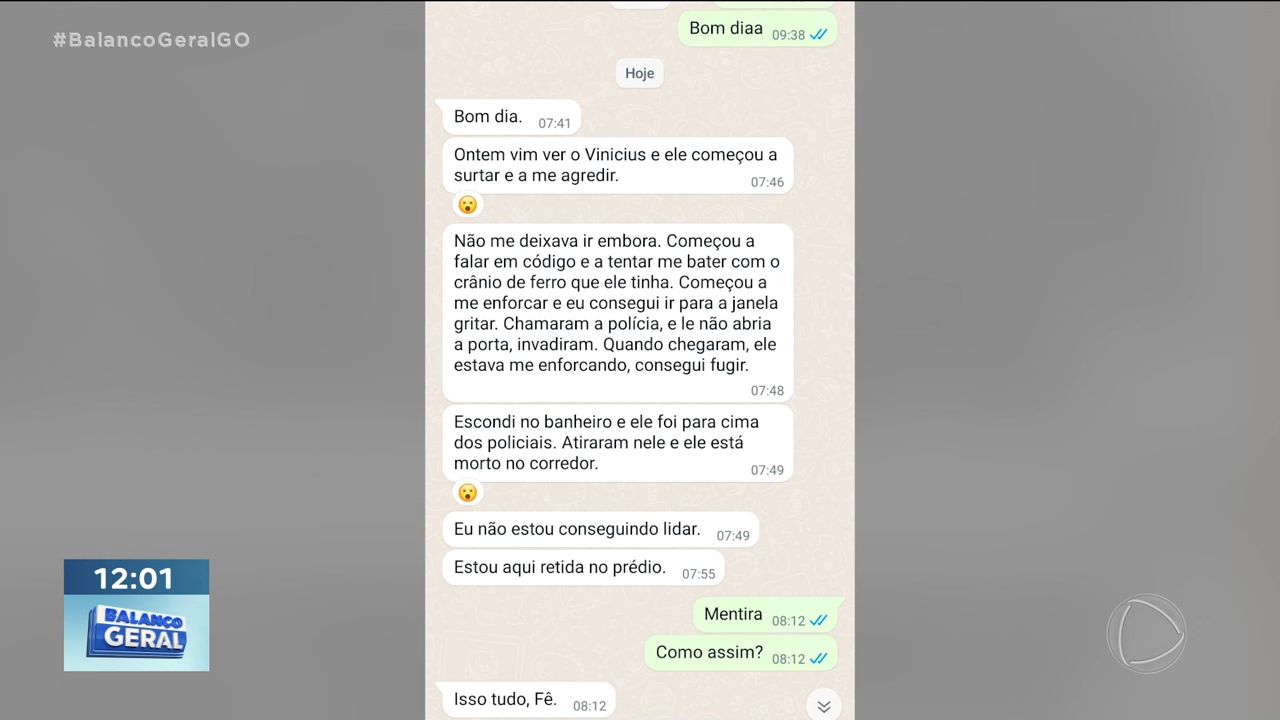 #BalancoGeralGO
Bom diaa 09:38
Hoje
Bom dia. 07:41
Ontem vim ver o Vinicius e ele começou a
surtar e a me agredir. 07:46
Não me deixava ir embora. Começou a
falar em código e a tentar me bater com o
crânio de ferro que ele tinha. Começou a
me enforcar e eu consegui ir para a janela
gritar. Chamaram a polícia, e le não abria
a porta, invadiram. Quando chegaram, ele
estava me enforcando, consegui fugir.
07:48
Escondi no banheiro e ele foi para cima
dos policiais. Atiraram nele e ele está
morto no corredor. 07:49
Eu não estou conseguindo lidar. 07:49
Estou aqui retida no prédio. 07:55
Mentira 08:12
Como assim? 08:12
Isso tudo, Fê. 08:12
12:01
BALANÇO
GERAL